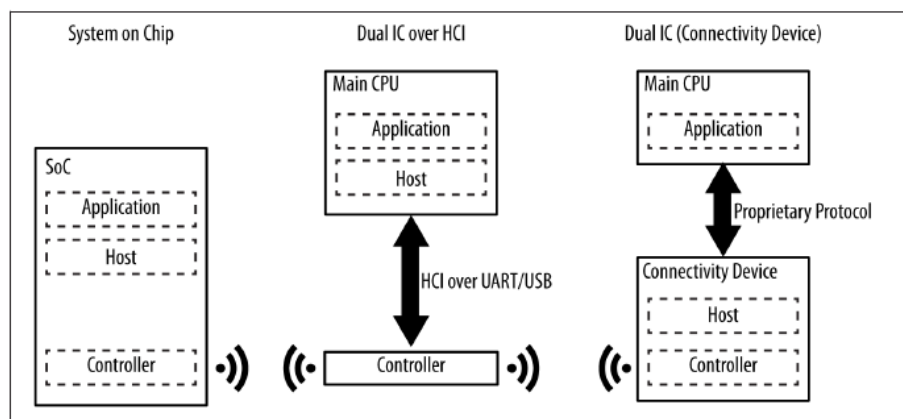 System on Chip
SoC
Application
Host
Controller
Dual IC over HCI
Main CPU
Application
Host
HCI over UART/USB
Controller
Dual IC (Connectivity Device)
Main CPU
Application
Proprietary Protocol
Connectivity Device
Host
Controller